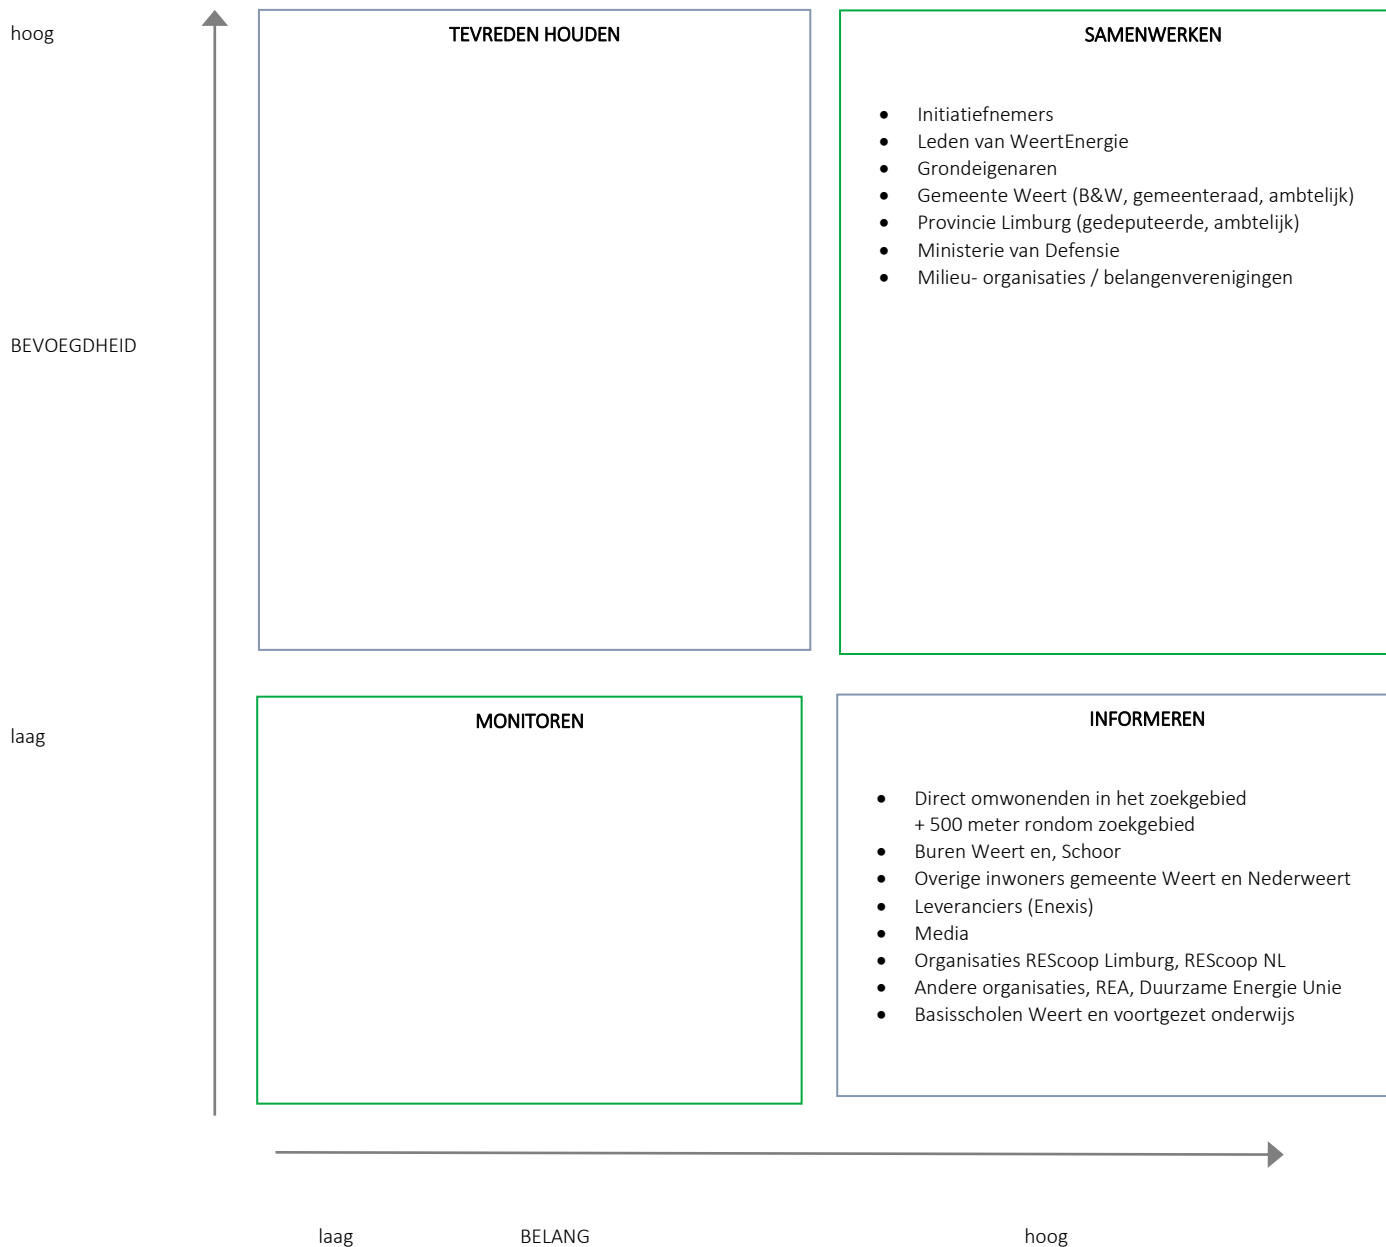 hoog
TEVREDEN HOUDEN
SAMENWERKEN
• Initiatiefnemers
• Leden van WeertEnergie
• Grondeigenaren
• Gemeente Weert (B&W, gemeenteraad, ambtelijk)
• Provincie Limburg (gedeputeerde, ambtelijk)
• Ministerie van Defensie
• Milieu- organisaties / belangenverenigingen
BEVOEGDHEID
laag
MONITOREN
INFORMEREN
• Direct omwonenden in het zoekgebied
+ 500 meter rondom zoekgebied
• Buren Weert en, Schoor
• Overige inwoners gemeente Weert en Nederweert
• Leveranciers (Enexis)
• Media
• Organisaties REScoop Limburg, REScoop NL
• Andere organisaties, REA, Duurzame Energie Unie
• Basisscholen Weert en voortgezet onderwijs
laag BELANG hoog